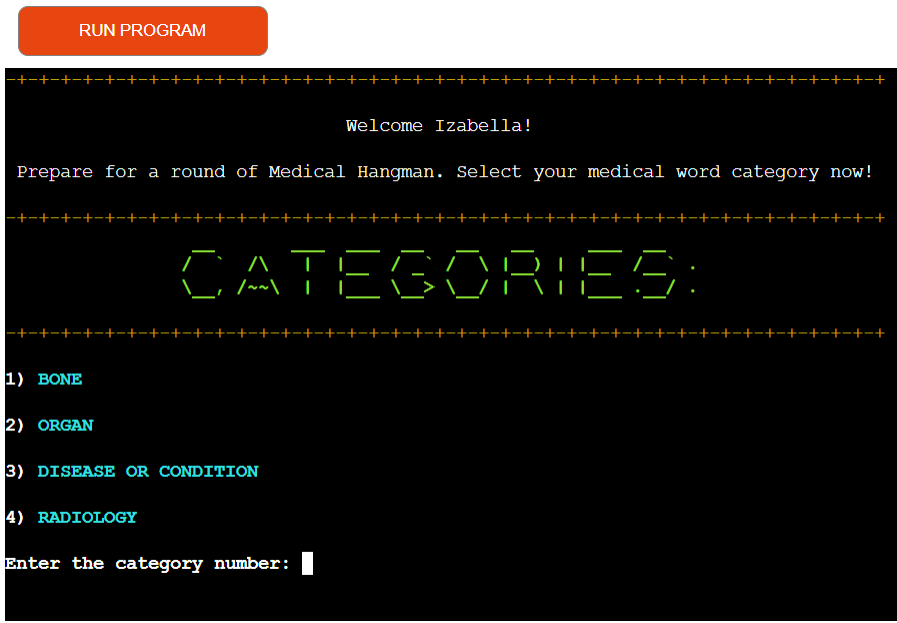 RUN PROGRAM
-+-+-+-+-+-+-+-+-+-+-+-+-+-+-+-+-+-+-+-+-+-+-+-+-+-+-+-+-+-+-+-+-+-+-+-+-+-+-+-+
Welcome Izabella!
Prepare for a round of Medical Hangman. Select your medical word category now!
-+-+-+-+-+-+-+-+-+-+-+-+-+-+-+-+-+-+-+-+-+-+-+-+-+-+-+-+-+-+-+-+-+-+-+-+-+-+-+-+
CATEGORIES:
-+-+-+-+-+-+-+-+-+-+-+-+-+-+-+-+-+-+-+-+-+-+-+-+-+-+-+-+-+-+-+-+-+-+-+-+-+-+-+-+
1) BONE
2) ORGAN
3) DISEASE OR CONDITION
4) RADIOLOGY
Enter the category number: